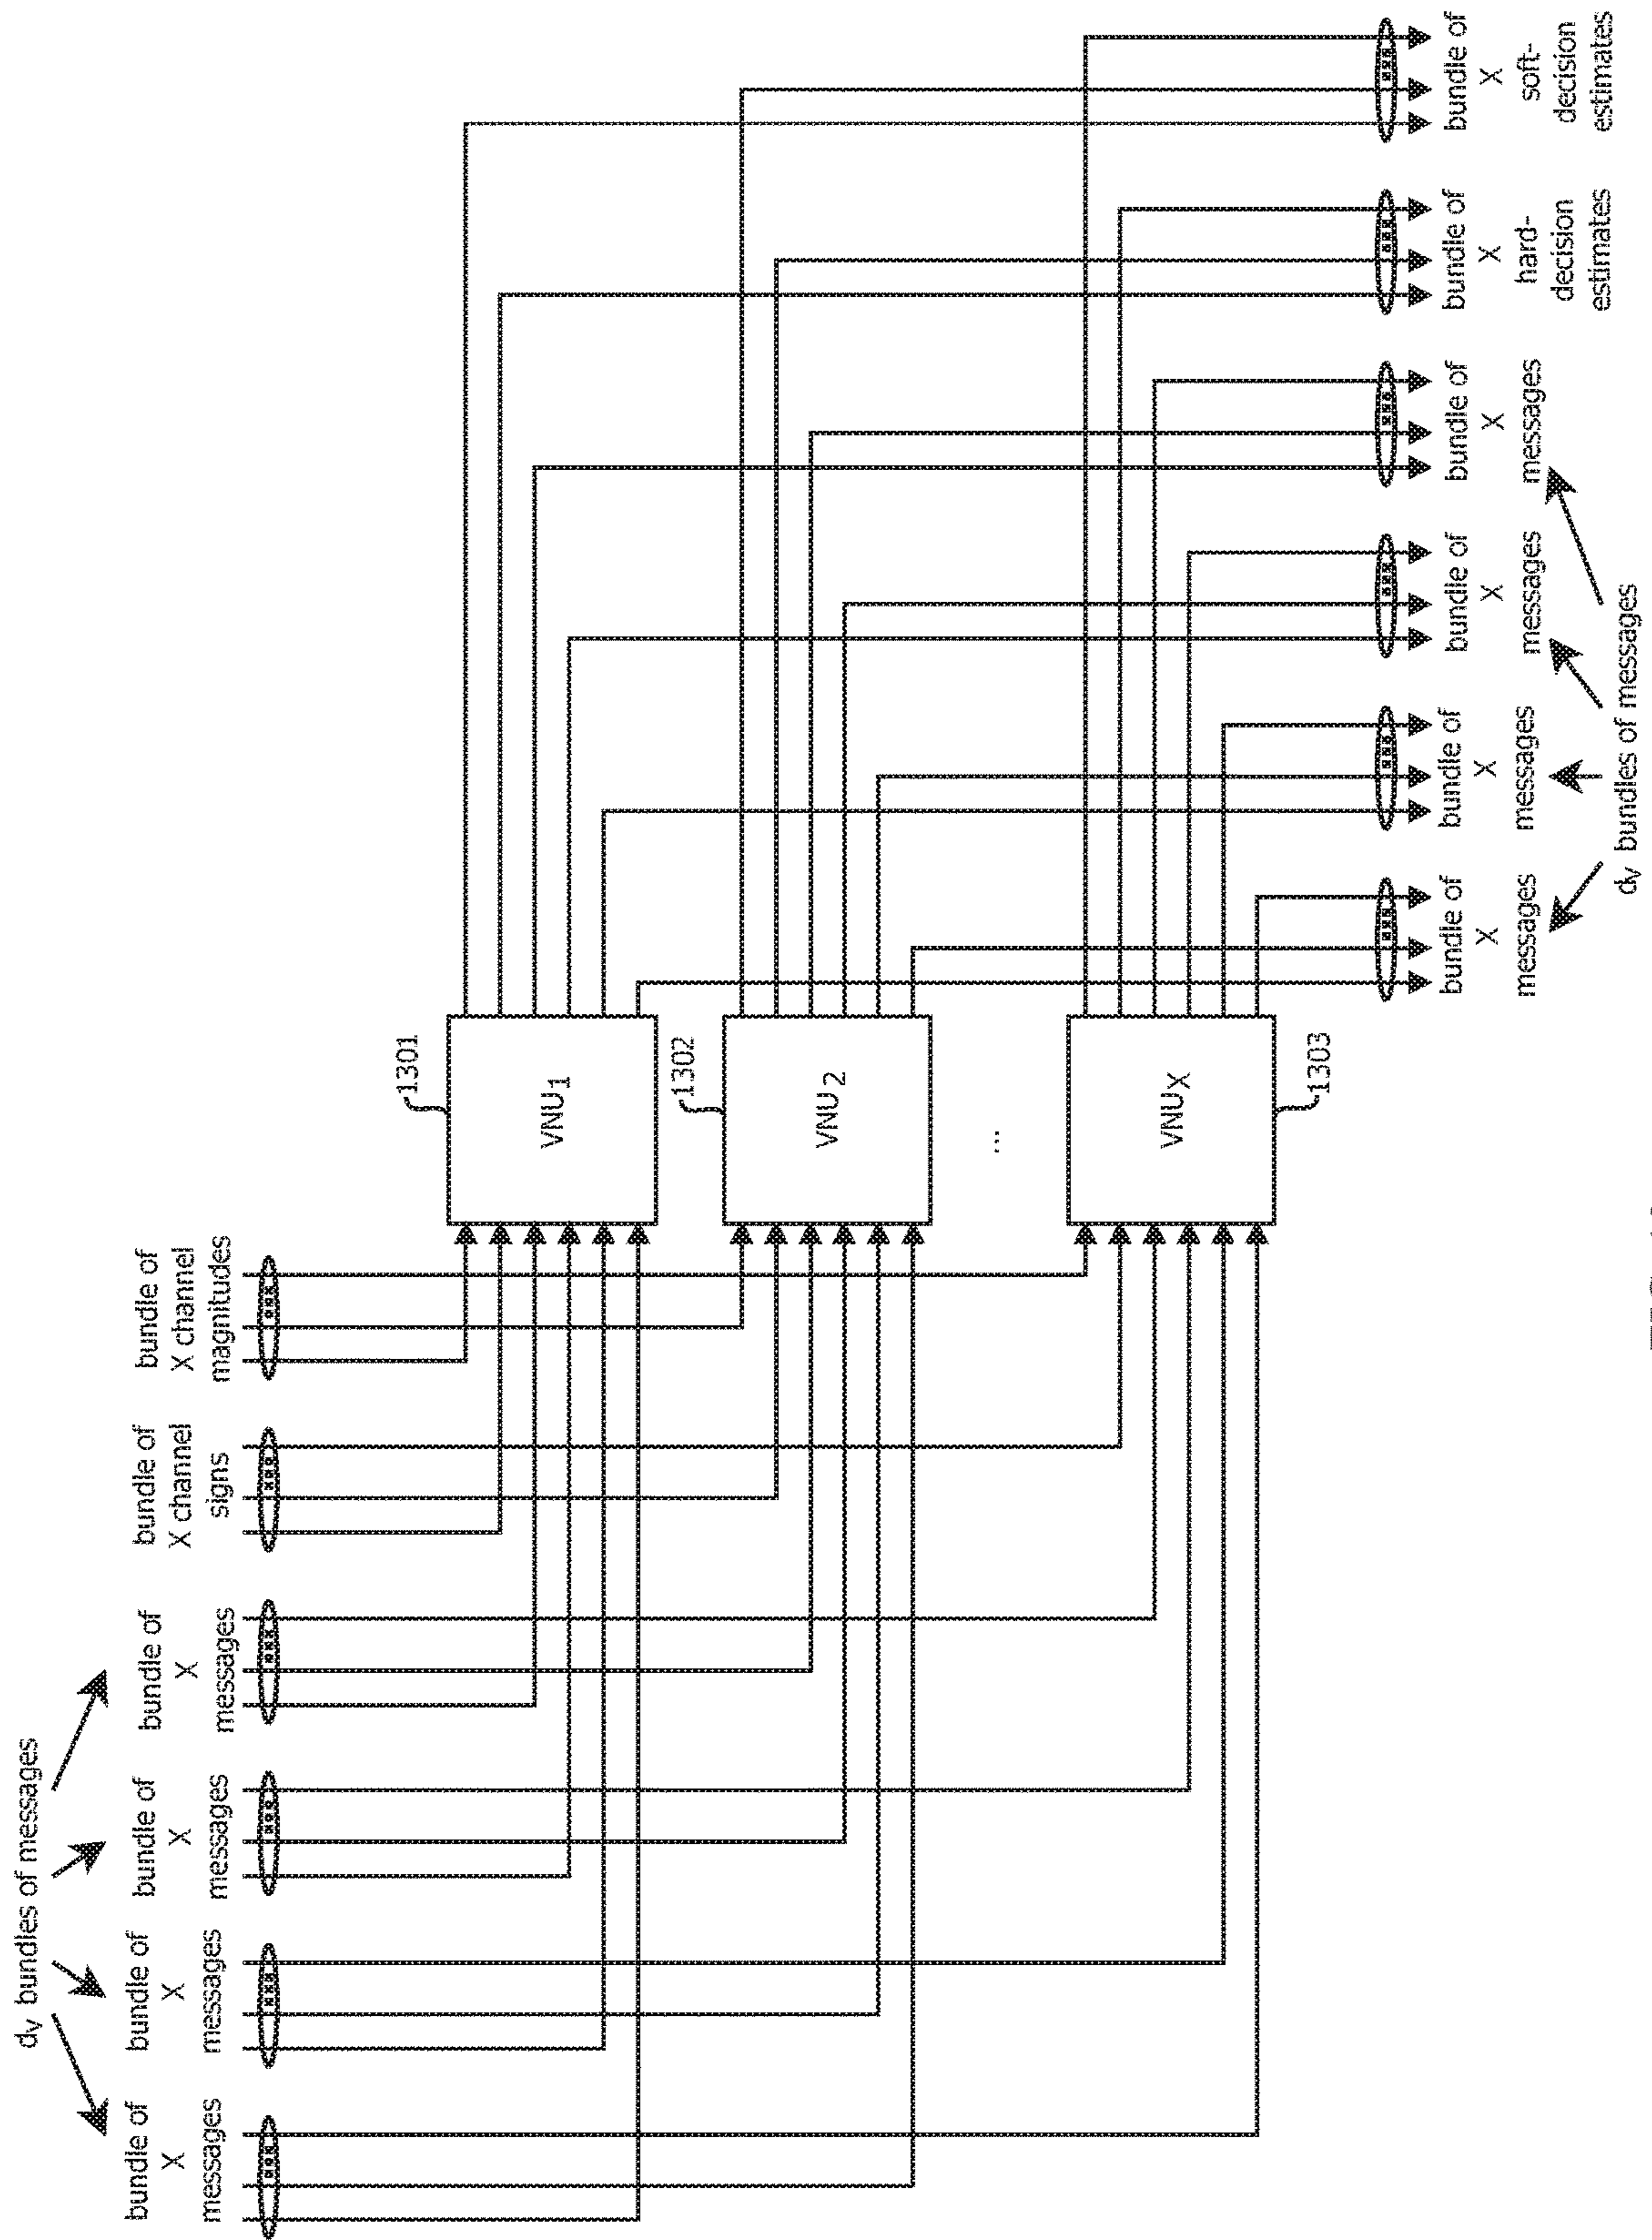 dv bundles of messages
bundle of
X
messages
bundle of
X
messages
bundle of
X
messages
bundle of
X
messages
bundle of
X channel
signs
bundle of
X channel
magnitudes
1301
VNU1
1302
VNU2
...
VNUX
1303
bundle of
X
messages
bundle of
X
messages
bundle of
X
messages
bundle of
X
messages
bundle of
X
hard-
decision
estimates
bundle of
X
soft-
decision
estimates
dv bundles of messages